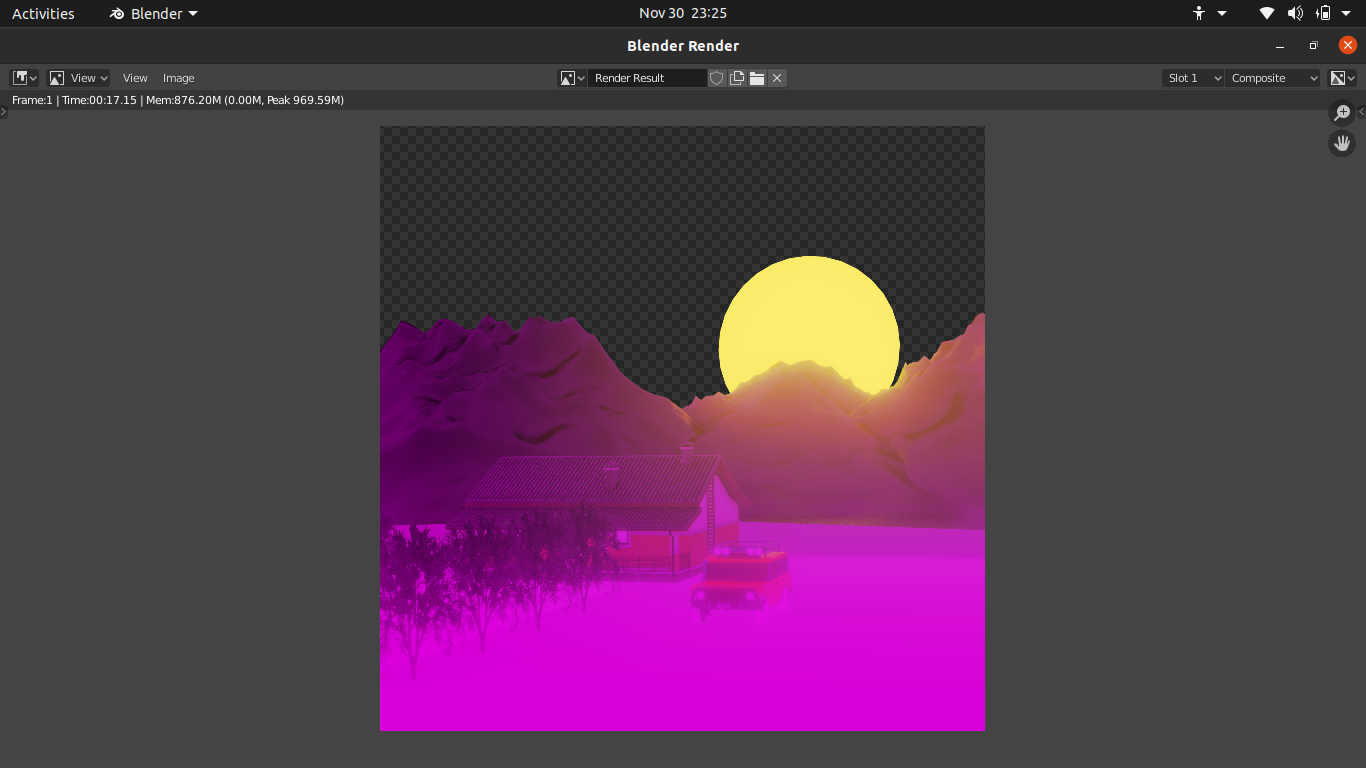 Activities Blender Nov 30 23:25
Blender Render
View View Image Render Result Slot 1 Composite
Frame:1 | Time:00:17.15 | Mem:876.20M (0.00M, Peak 969.59M)